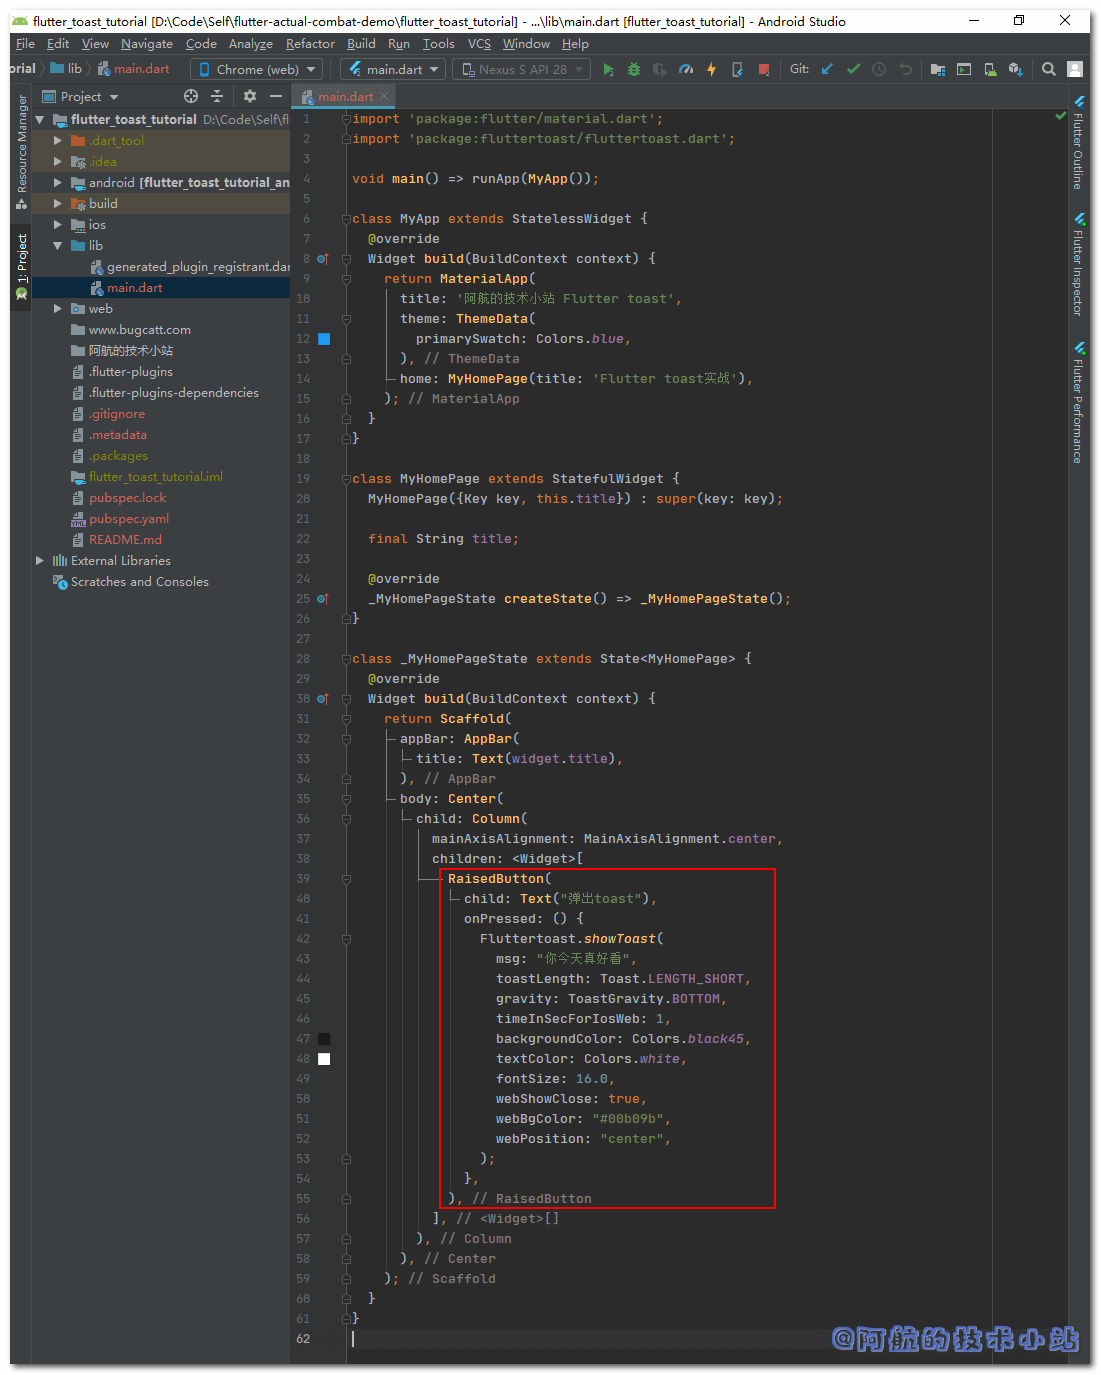 flutter_toast_tutorial [D:\Code\Self\flutter-actual-combat-demo\flutter_toast_tutorial] - ...\lib\main.dart [flutter_toast_tutorial] - Android Studio
File Edit View Navigate Code Analyze Refactor Build Run Tools VCS Window Help
orial lib main.dart Chrome (web) main.dart Nexus S API 28 Git:
Resource Manager
1: Project
Project
flutter_toast_tutorial D:\Code\Self\fl
.dart_tool
.idea
android [flutter_toast_tutorial_an
build
ios
lib
generated_plugin_registrant.dar
main.dart
web
www.bugcatt.com
阿航的技术小站
.flutter-plugins
.flutter-plugins-dependencies
.gitignore
.metadata
.packages
flutter_toast_tutorial.iml
pubspec.lock
pubspec.yaml
README.md
External Libraries
Scratches and Consoles
main.dart
1 import 'package:flutter/material.dart';
2 import 'package:fluttertoast/fluttertoast.dart';
3
4 void main() => runApp(MyApp());
5
6 class MyApp extends StatelessWidget {
7 @override
8 Widget build(BuildContext context) {
9 return MaterialApp(
10 title: '阿航的技术小站 Flutter toast',
11 theme: ThemeData(
12 primarySwatch: Colors.blue,
13 ), // ThemeData
14 home: MyHomePage(title: 'Flutter toast实战'),
15 ); // MaterialApp
16 }
17 }
18
19 class MyHomePage extends StatefulWidget {
20 MyHomePage({Key key, this.title}) : super(key: key);
21
22 final String title;
23
24 @override
25 _MyHomePageState createState() => _MyHomePageState();
26 }
27
28 class _MyHomePageState extends State<MyHomePage> {
29 @override
30 Widget build(BuildContext context) {
31 return Scaffold(
32 appBar: AppBar(
33 title: Text(widget.title),
34 ), // AppBar
35 body: Center(
36 child: Column(
37 mainAxisAlignment: MainAxisAlignment.center,
38 children: <Widget>[
39 RaisedButton(
40 child: Text("弹出toast"),
41 onPressed: () {
42 Fluttertoast.showToast(
43 msg: "你今天真好看",
44 toastLength: Toast.LENGTH_SHORT,
45 gravity: ToastGravity.BOTTOM,
46 timeInSecForIosWeb: 1,
47 backgroundColor: Colors.black45,
48 textColor: Colors.white,
49 fontSize: 16.0,
50 webShowClose: true,
51 webBgColor: "#00b09b",
52 webPosition: "center",
53 );
54 },
55 ), // RaisedButton
56 ], // <Widget>[]
57 ), // Column
58 ), // Center
59 ); // Scaffold
60 }
61 }
62
Flutter Outline
Flutter Inspector
Flutter Performance
@阿航的技术小站